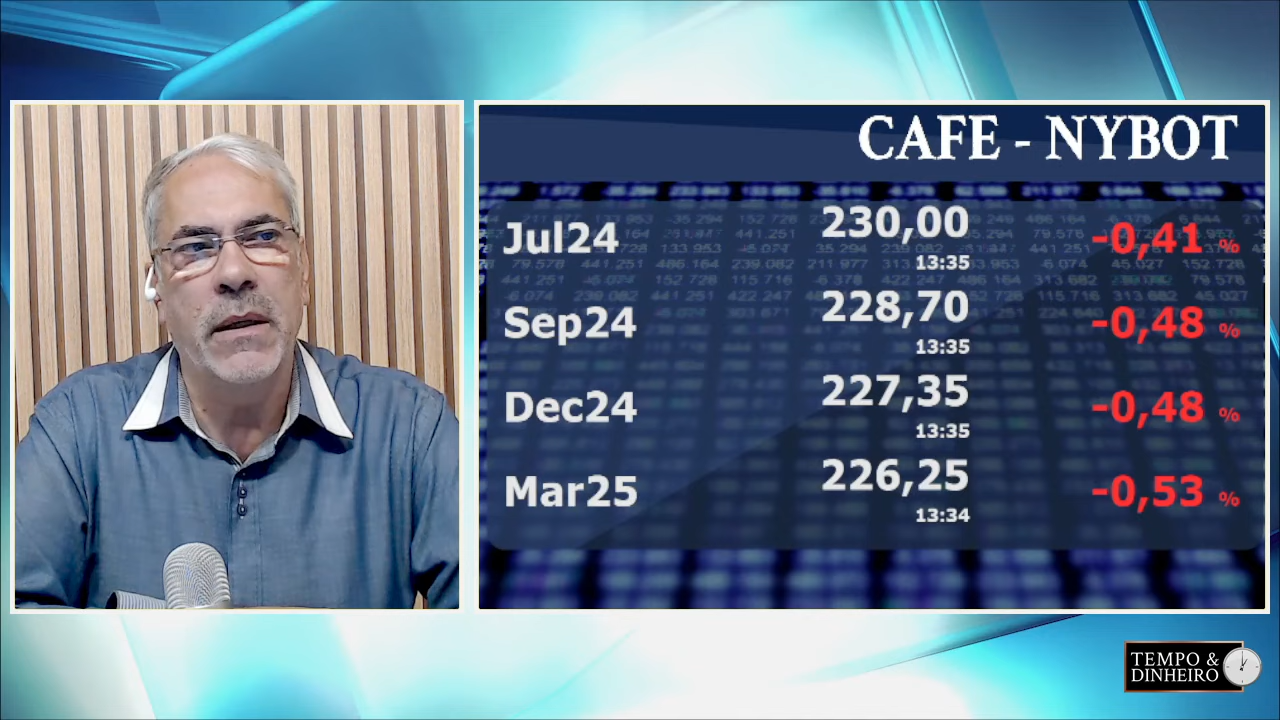 CAFE - NYBOT
Jul24 230,00 -0,41 %
13:35
Sep24 228,70 -0,48 %
13:35
Dec24 227,35 -0,48 %
13:35
Mar25 226,25 -0,53 %
13:34
TEMPO &
DINHEIRO